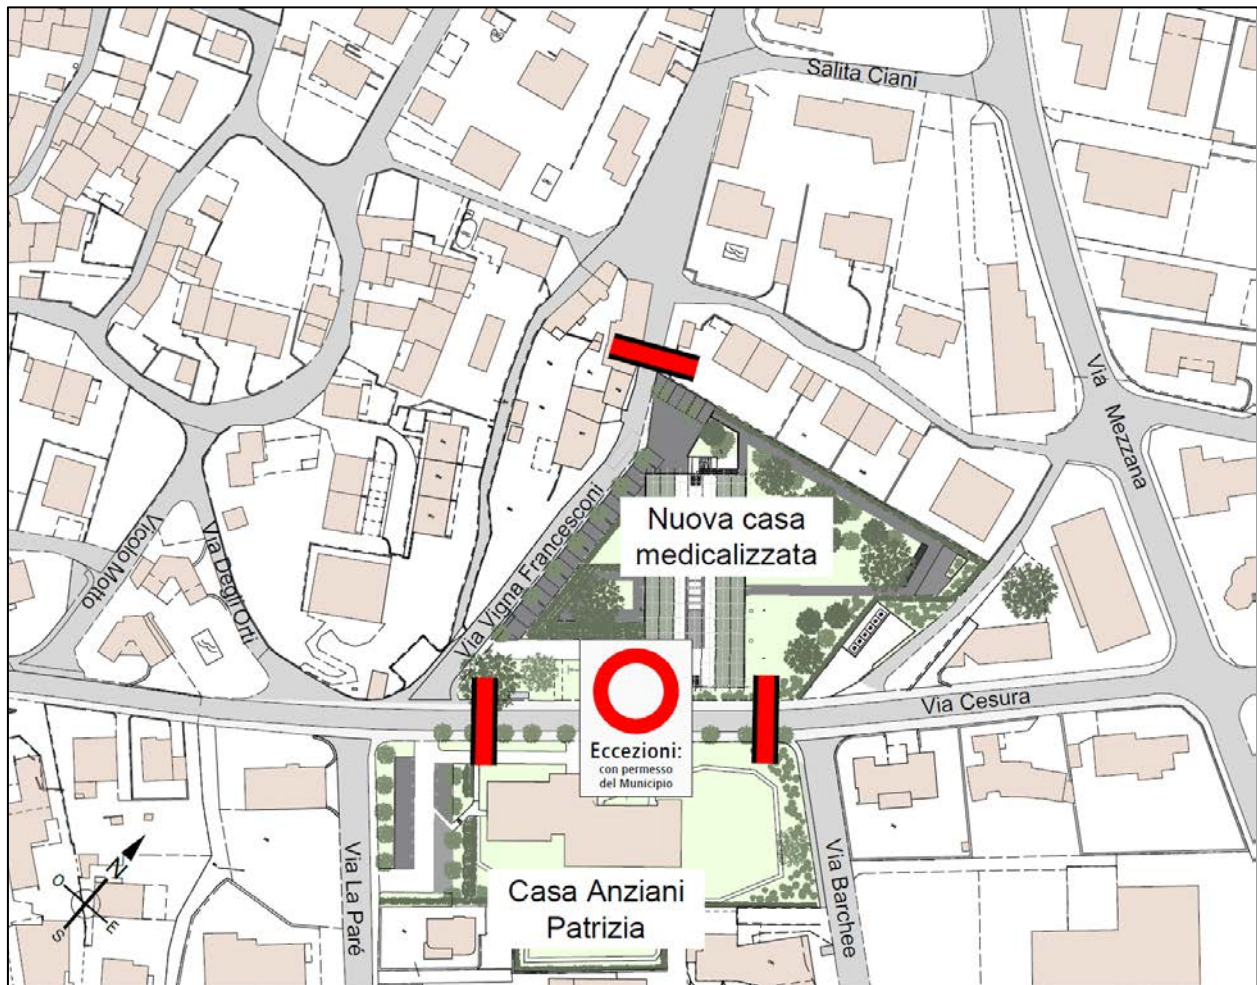 Salita Ciani
Via Mezzana
Nuova casa
medicalizzata
Via Vigna Francesconi
Vicolo Motto
Via Degli Orti
Via Cesura
Eccezioni:
con permesso
del Municipio
Via La Paré
Via Barchee
Casa Anziani
Patrizia
N
O
E
S